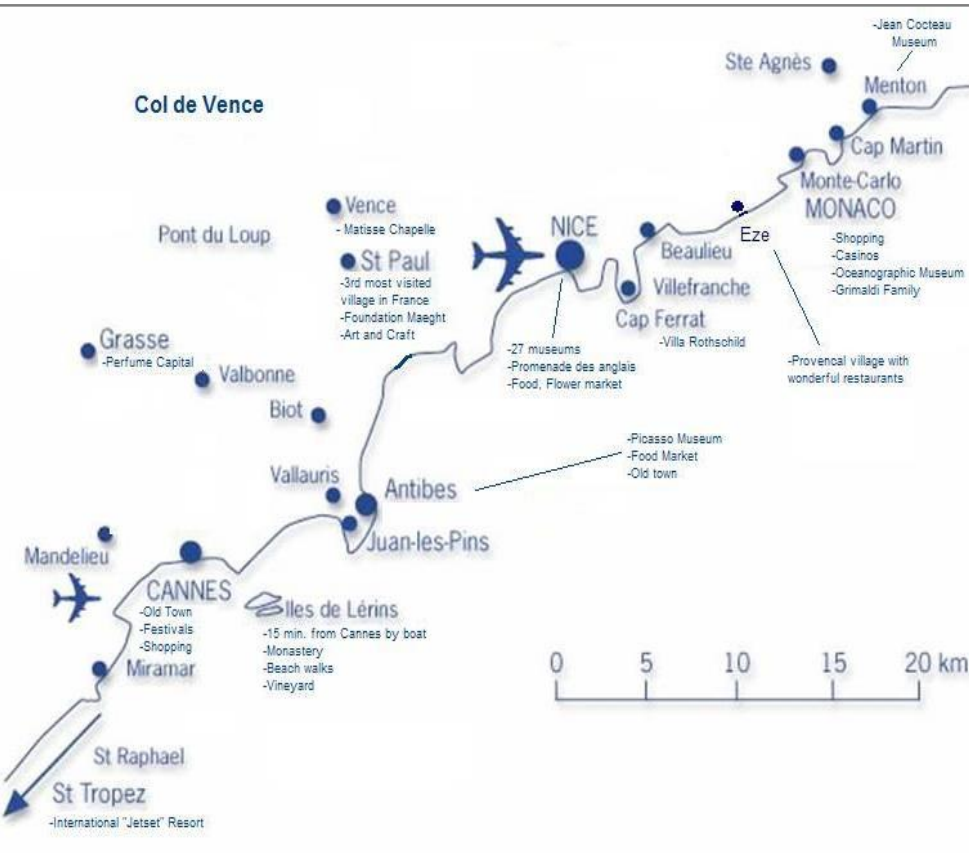 -Jean Cocteau
Museum
Ste Agnès
Menton
Col de Vence
Cap Martin
Monte-Carlo
MONACO
-Shopping
-Casinos
-Oceanographic Museum
-Grimaldi Family
Vence
- Matisse Chapelle
Pont du Loup
NICE
Eze
Beaulieu
St Paul
-3rd most visited
village in France
-Foundation Maeght
-Art and Craft
Villefranche
Cap Ferrat
-Villa Rothschild
Grasse
-Perfume Capital
-27 museums
-Promenade des anglais
-Food, Flower market
-Provencal village with
wonderful restaurants
Valbonne
Biot
-Picasso Museum
-Food Market
-Old town
Vallauris
Antibes
Juan-les-Pins
Mandelieu
CANNES
-Old Town
-Festivals
-Shopping
Iles de Lérins
-15 min. from Cannes by boat
-Monastery
-Beach walks
-Vineyard
Miramar
0 5 10 15 20 km
St Raphael
St Tropez
-International "Jetset" Resort